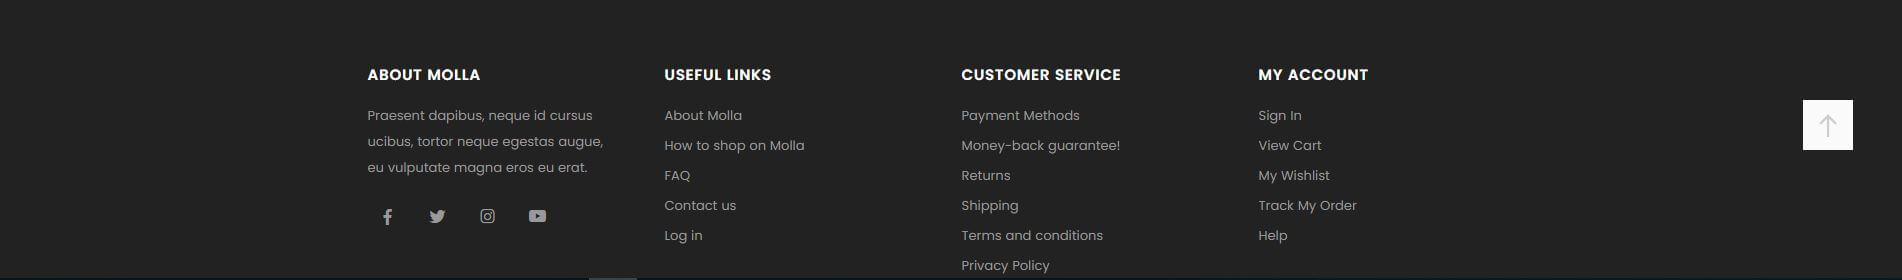 ABOUT MOLLA
Praesent dapibus, neque id cursus
ucibus, tortor neque egestas augue,
eu vulputate magna eros eu erat.
USEFUL LINKS
About Molla
How to shop on Molla
FAQ
Contact us
Log in
CUSTOMER SERVICE
Payment Methods
Money-back guarantee!
Returns
Shipping
Terms and conditions
Privacy Policy
MY ACCOUNT
Sign In
View Cart
My Wishlist
Track My Order
Help